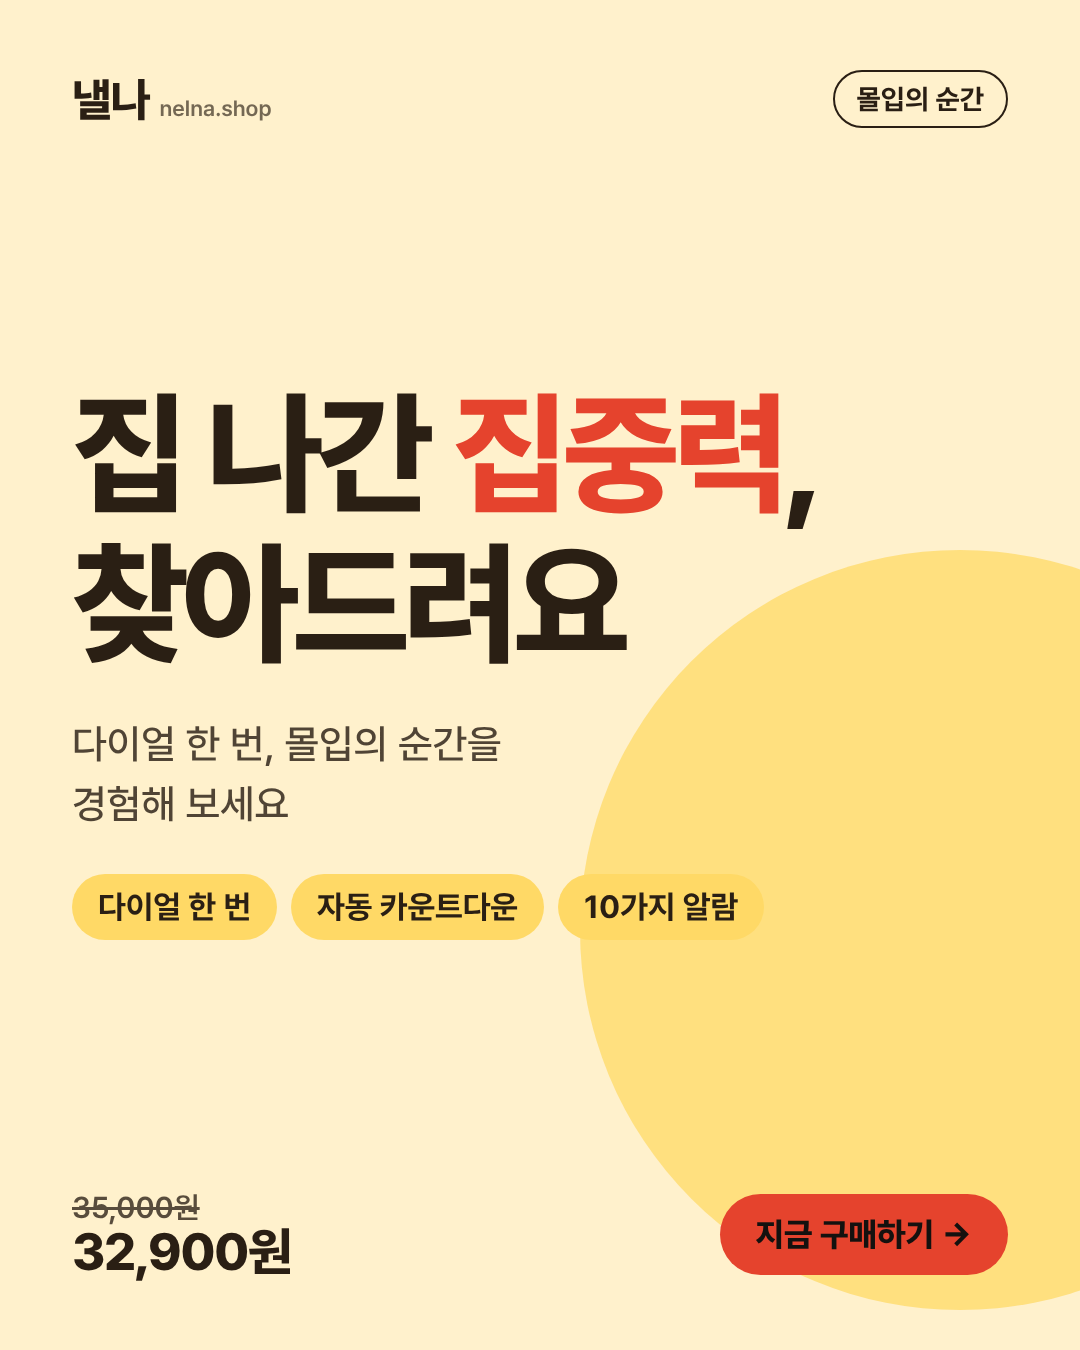 냴나 nelna.shop
몰입의 순간
집 나간 집중력,
찾아드려요
다이얼 한 번, 몰입의 순간을
경험해 보세요
다이얼 한 번
자동 카운트다운
10가지 알람
35,000원
32,900원
지금 구매하기 →